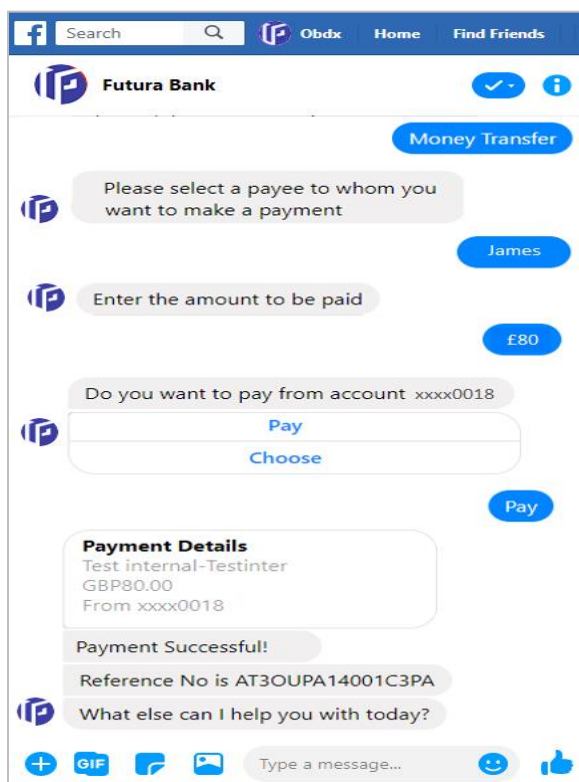 Search
Obdx
Home
Find Friends
Futura Bank
Money Transfer
Please select a payee to whom you
want to make a payment
James
Enter the amount to be paid
£80
Do you want to pay from account xxxx0018
Pay
Choose
Pay
Payment Details
Test internal-Testinter
GBP80.00
From xxxx0018
Payment Successful!
Reference No is AT3OUPA14001C3PA
What else can I help you with today?
GIF
Type a message...